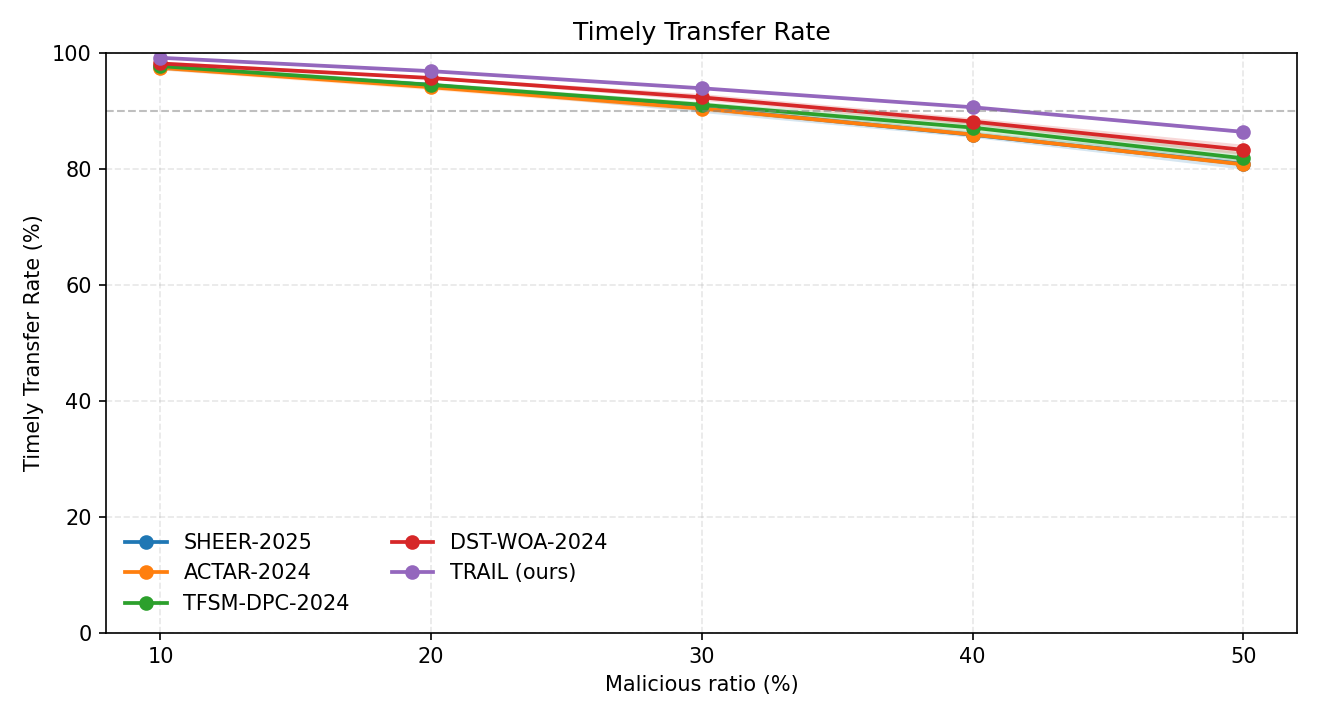 Timely Transfer Rate
Timely Transfer Rate (%)
100
80
60
40
20
0
SHEER-2025
ACTAR-2024
TFSM-DPC-2024
DST-WOA-2024
TRAIL (ours)
10 20 30 40 50
Malicious ratio (%)